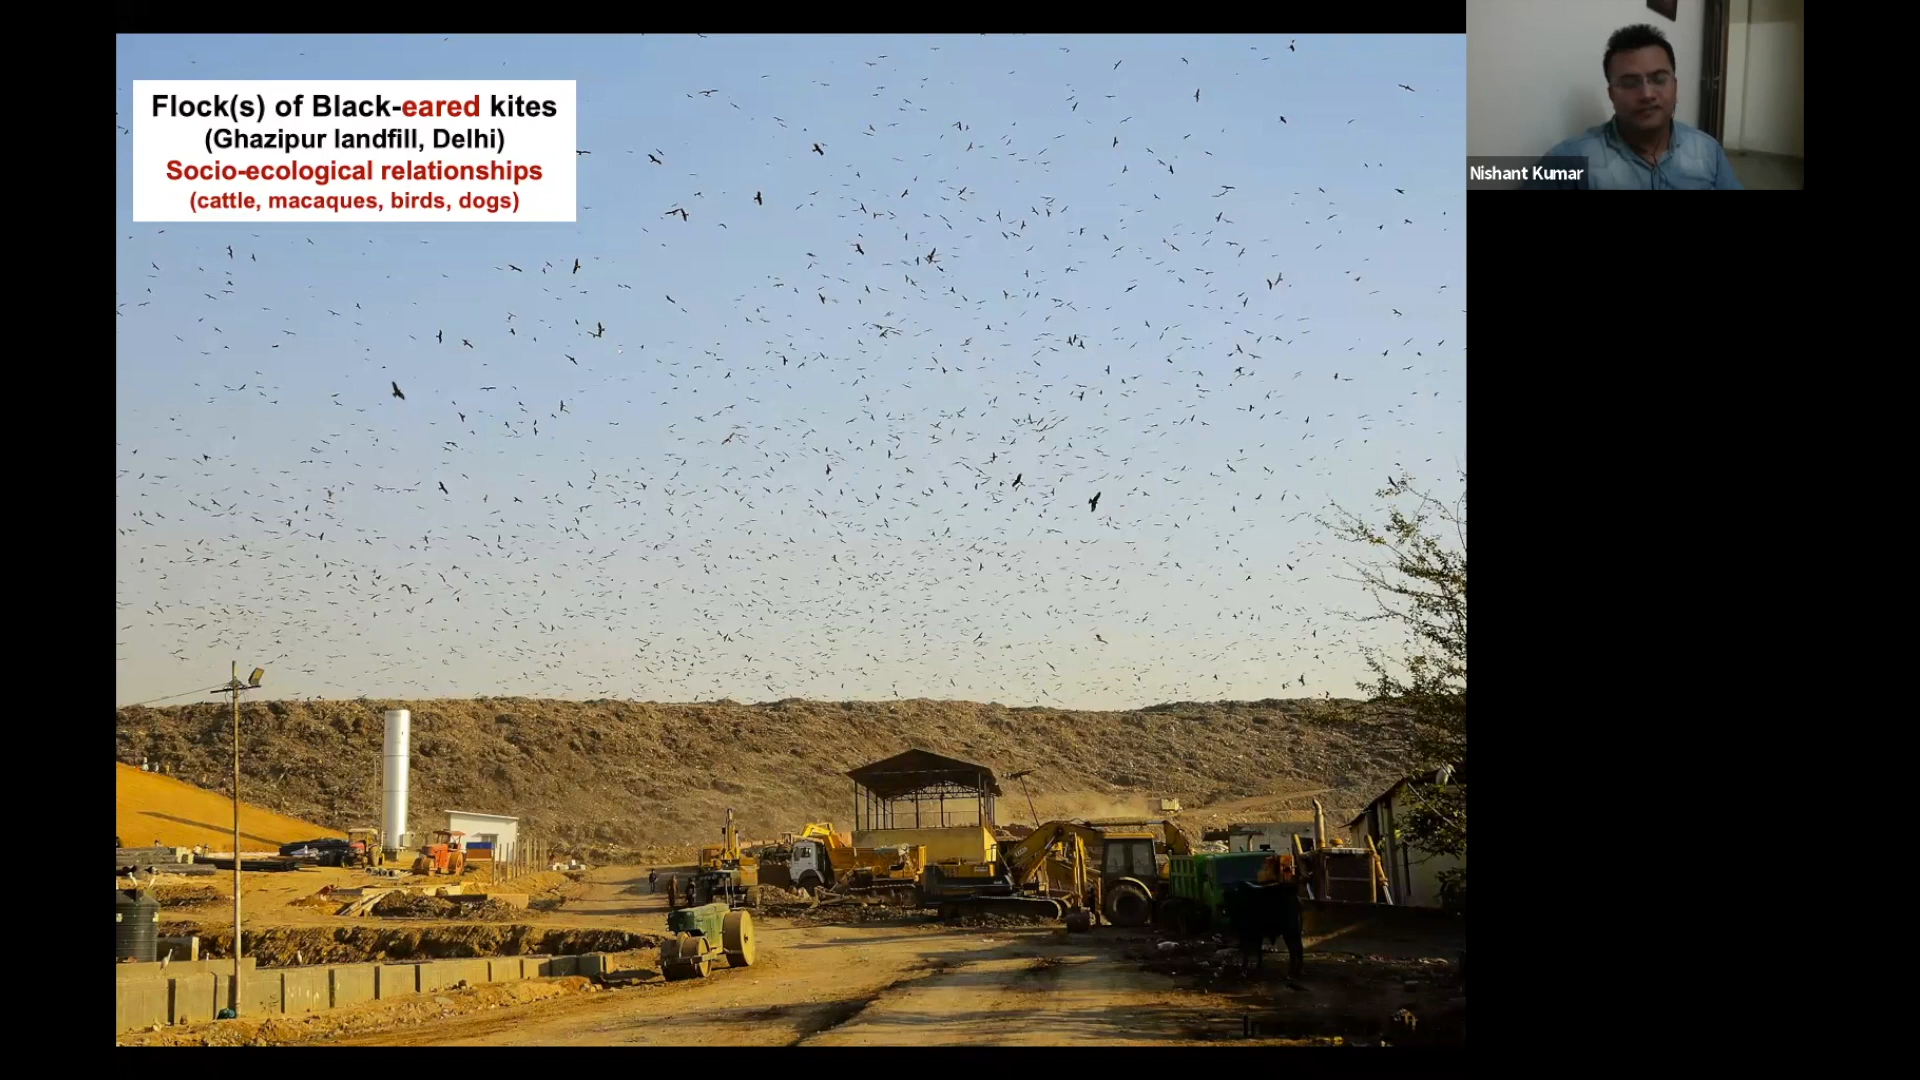 Flock(s) of Black-eared kites
(Ghazipur landfill, Delhi)
Socio-ecological relationships
(cattle, macaques, birds, dogs)
Nishant Kumar